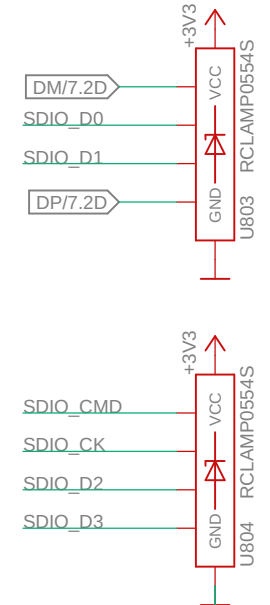 +3V3
DM/7.2D
SDIO_D0
SDIO_D1
DP/7.2D
VCC
GND
RCLAMP0554S
U803
+3V3
SDIO_CMD
SDIO_CK
SDIO_D2
SDIO_D3
VCC
GND
RCLAMP0554S
U804